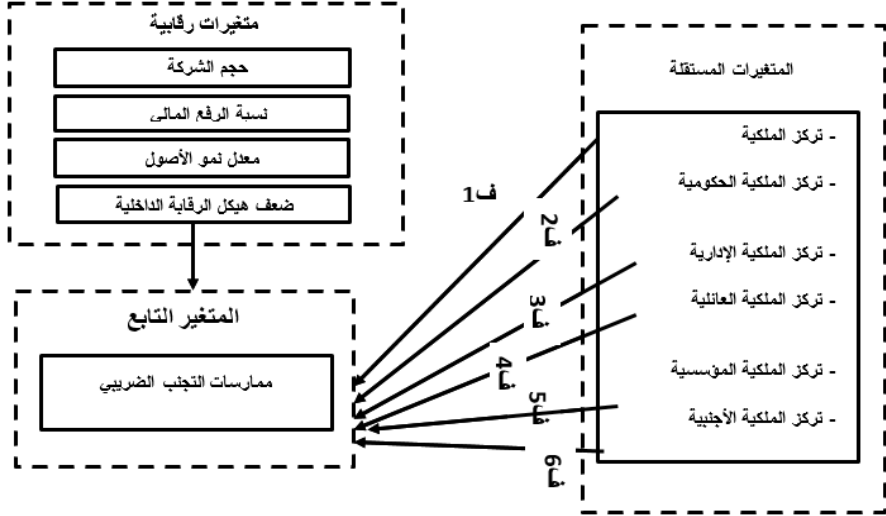 المتغيرات المستقلة
- تركز الملكية
- تركز الملكية الحكومية
- تركز الملكية الإدارية
- تركز الملكية العائلية
- تركز الملكية المؤسسية
- تركز الملكية الأجنبية
ف1
ف2
ف3
ف4
ف5
ف6
متغيرات رقابية
حجم الشركة
نسبة الرفع المالى
معدل نمو الأصول
ضعف هيكل الرقابة الداخلية
المتغير التابع
ممارسات التجنب الضريبي